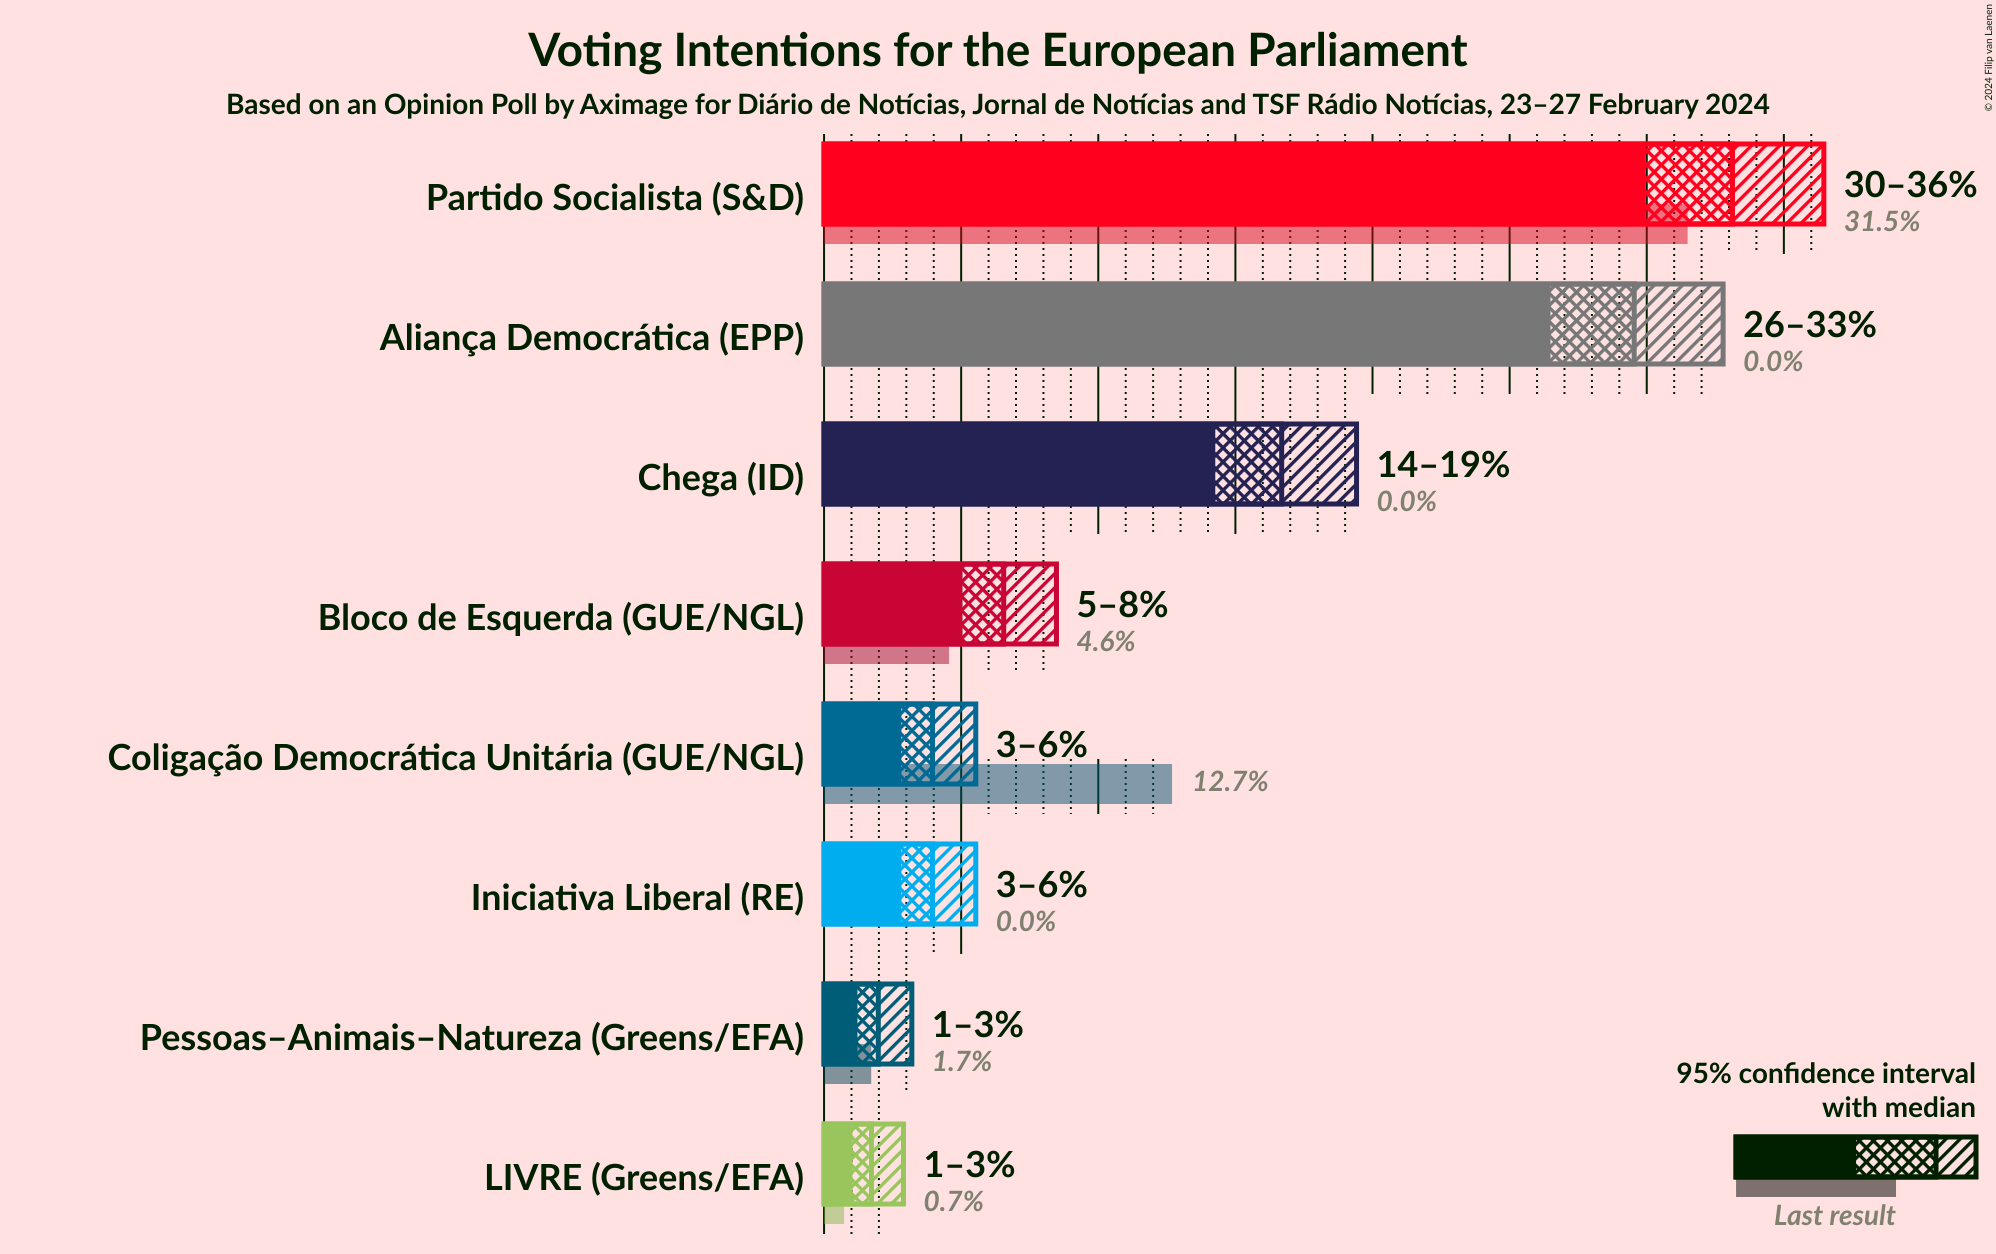 Voting Intentions for the European Parliament
Based on an Opinion Poll by Aximage for Diário de Notícias, Jornal de Notícias and TSF Rádio Notícias, 23–27 February 2024
© 2024 Filip van Laenen
Partido Socialista (S&D)
30–36%
31.5%
Aliança Democrática (EPP)
26–33%
0.0%
Chega (ID)
14–19%
0.0%
Bloco de Esquerda (GUE/NGL)
5–8%
4.6%
Coligação Democrática Unitária (GUE/NGL)
3–6%
12.7%
Iniciativa Liberal (RE)
3–6%
0.0%
Pessoas–Animais–Natureza (Greens/EFA)
1–3%
1.7%
LIVRE (Greens/EFA)
1–3%
0.7%
95% confidence interval
with median
Last result